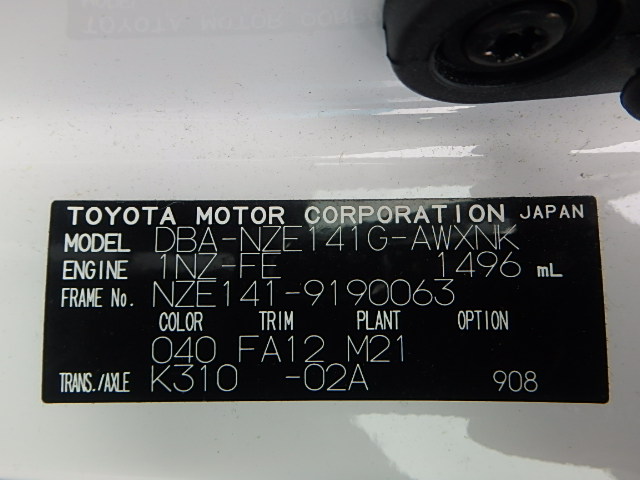 TOYOTA MOTOR CORPORATION JAPAN
MODEL DBA-NZE141G-AWXNK
ENGINE 1NZ-FE 1496 mL
FRAME No. NZE141-9190063
COLOR TRIM PLANT OPTION
040 FA12 M21
TRANS./AXLE K310 -02A 908